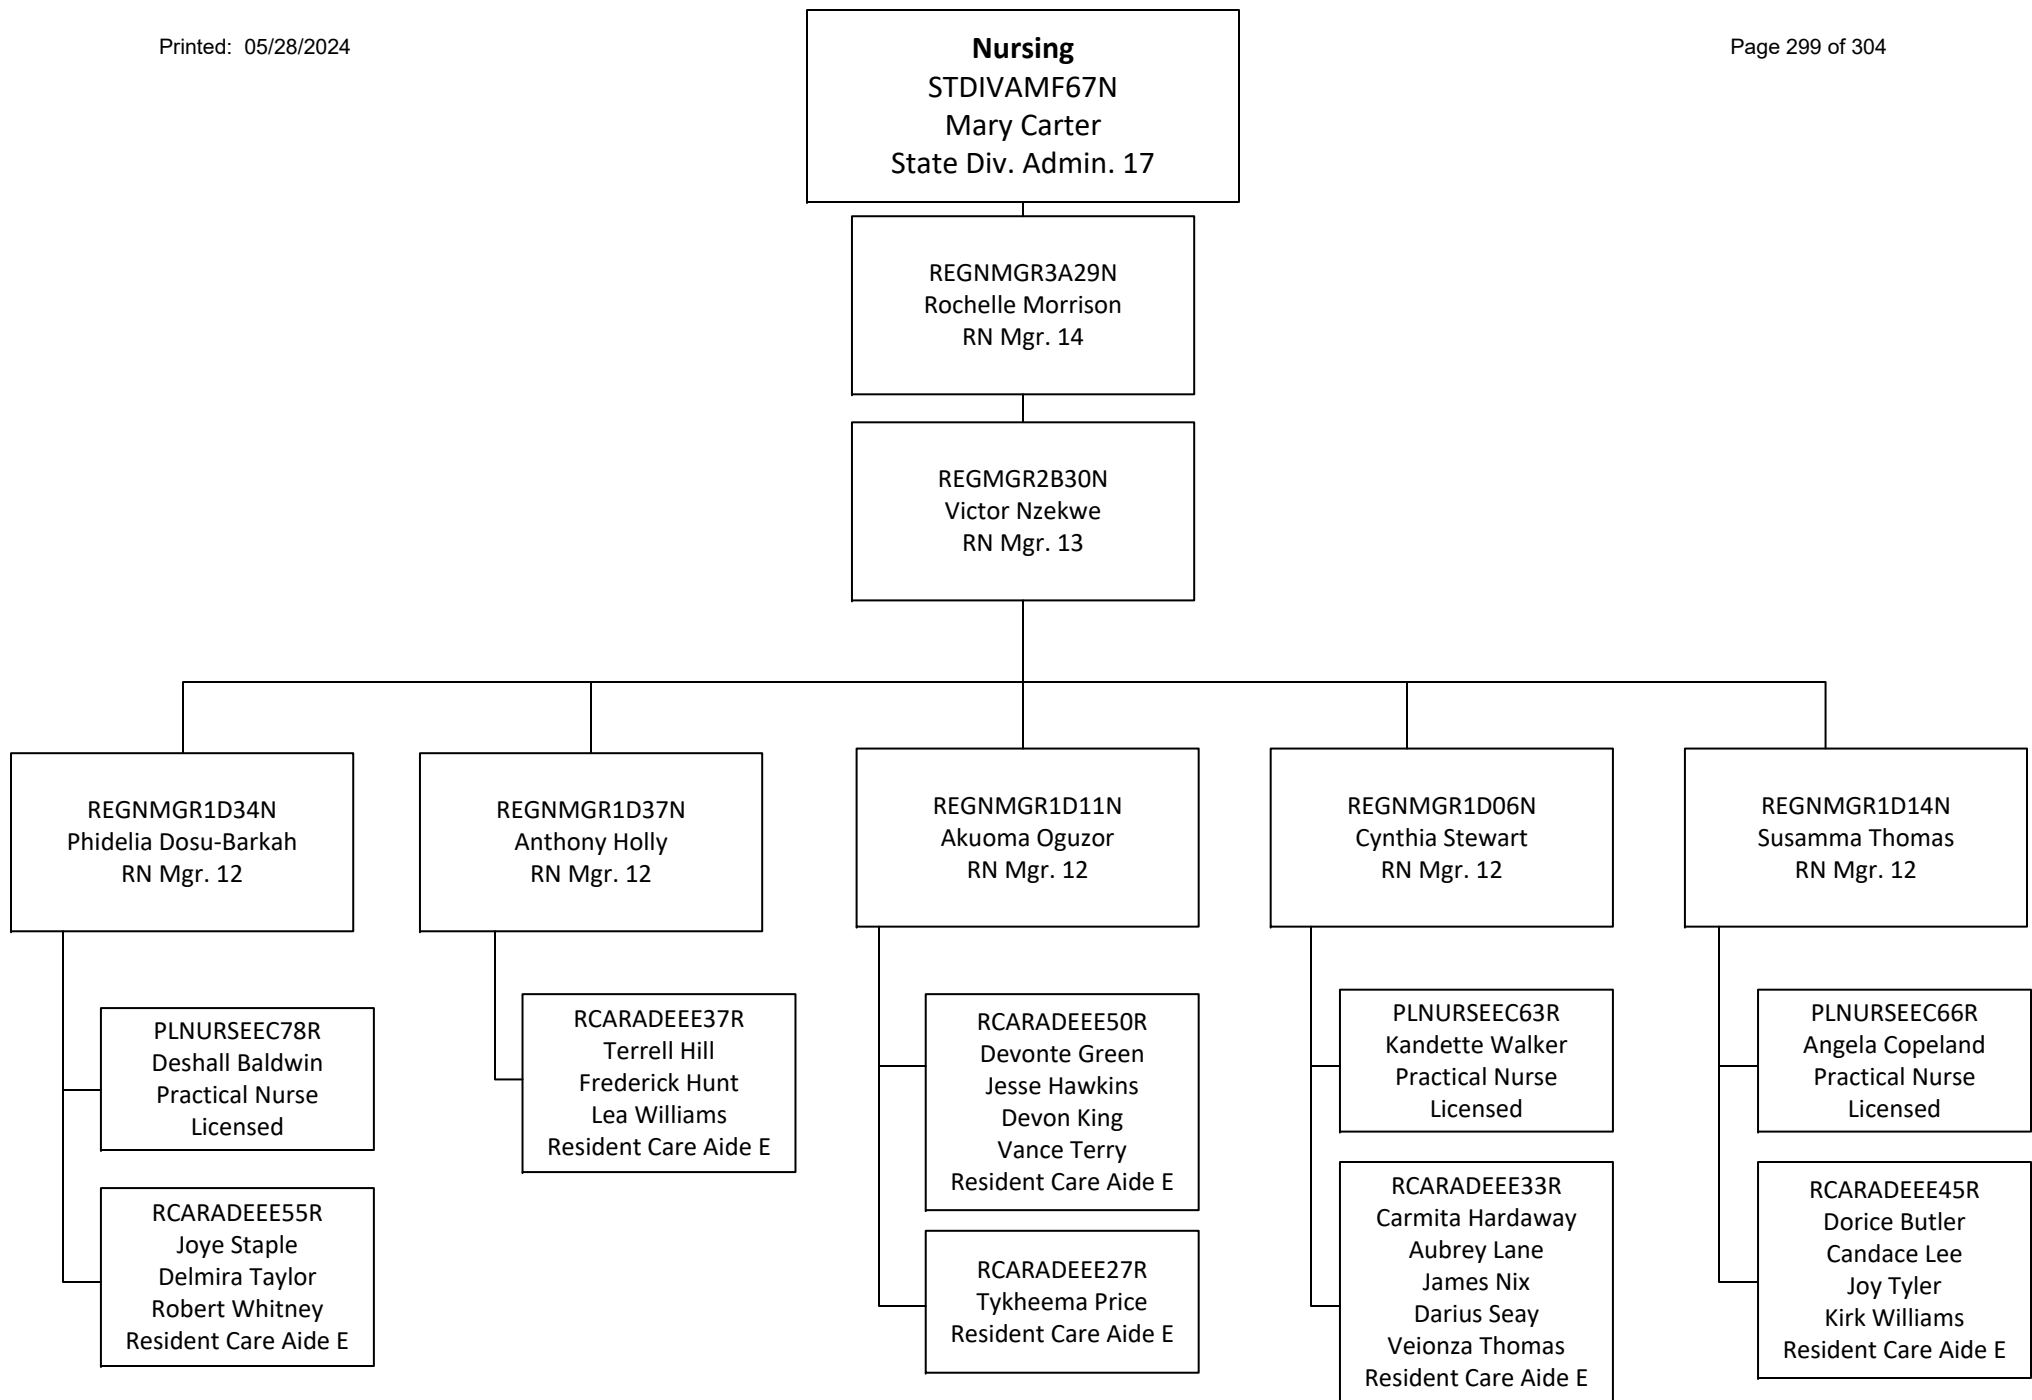 Printed: 05/28/2024
Page 299 of 304
Nursing
STDIVAMF67N
Mary Carter
State Div. Admin. 17
REGNMGR3A29N
Rochelle Morrison
RN Mgr. 14
REGMGR2B30N
Victor Nzekwe
RN Mgr. 13
REGNMGR1D34N
Phidelia Dosu-Barkah
RN Mgr. 12
REGNMGR1D37N
Anthony Holly
RN Mgr. 12
REGNMGR1D11N
Akuoma Oguzor
RN Mgr. 12
REGNMGR1D06N
Cynthia Stewart
RN Mgr. 12
REGNMGR1D14N
Susamma Thomas
RN Mgr. 12
PLNURSEEC78R
Deshall Baldwin
Practical Nurse
Licensed
RCARADEEE55R
Joye Staple
Delmira Taylor
Robert Whitney
Resident Care Aide E
RCARADEEE37R
Terrell Hill
Frederick Hunt
Lea Williams
Resident Care Aide E
RCARADEEE50R
Devonte Green
Jesse Hawkins
Devon King
Vance Terry
Resident Care Aide E
RCARADEEE27R
Tykheema Price
Resident Care Aide E
PLNURSEEC63R
Kandette Walker
Practical Nurse
Licensed
RCARADEEE33R
Carmita Hardaway
Aubrey Lane
James Nix
Darius Seay
Veionza Thomas
Resident Care Aide E
PLNURSEEC66R
Angela Copeland
Practical Nurse
Licensed
RCARADEEE45R
Dorice Butler
Candace Lee
Joy Tyler
Kirk Williams
Resident Care Aide E